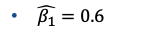 • $\widehat{\beta_1} = 0.6$